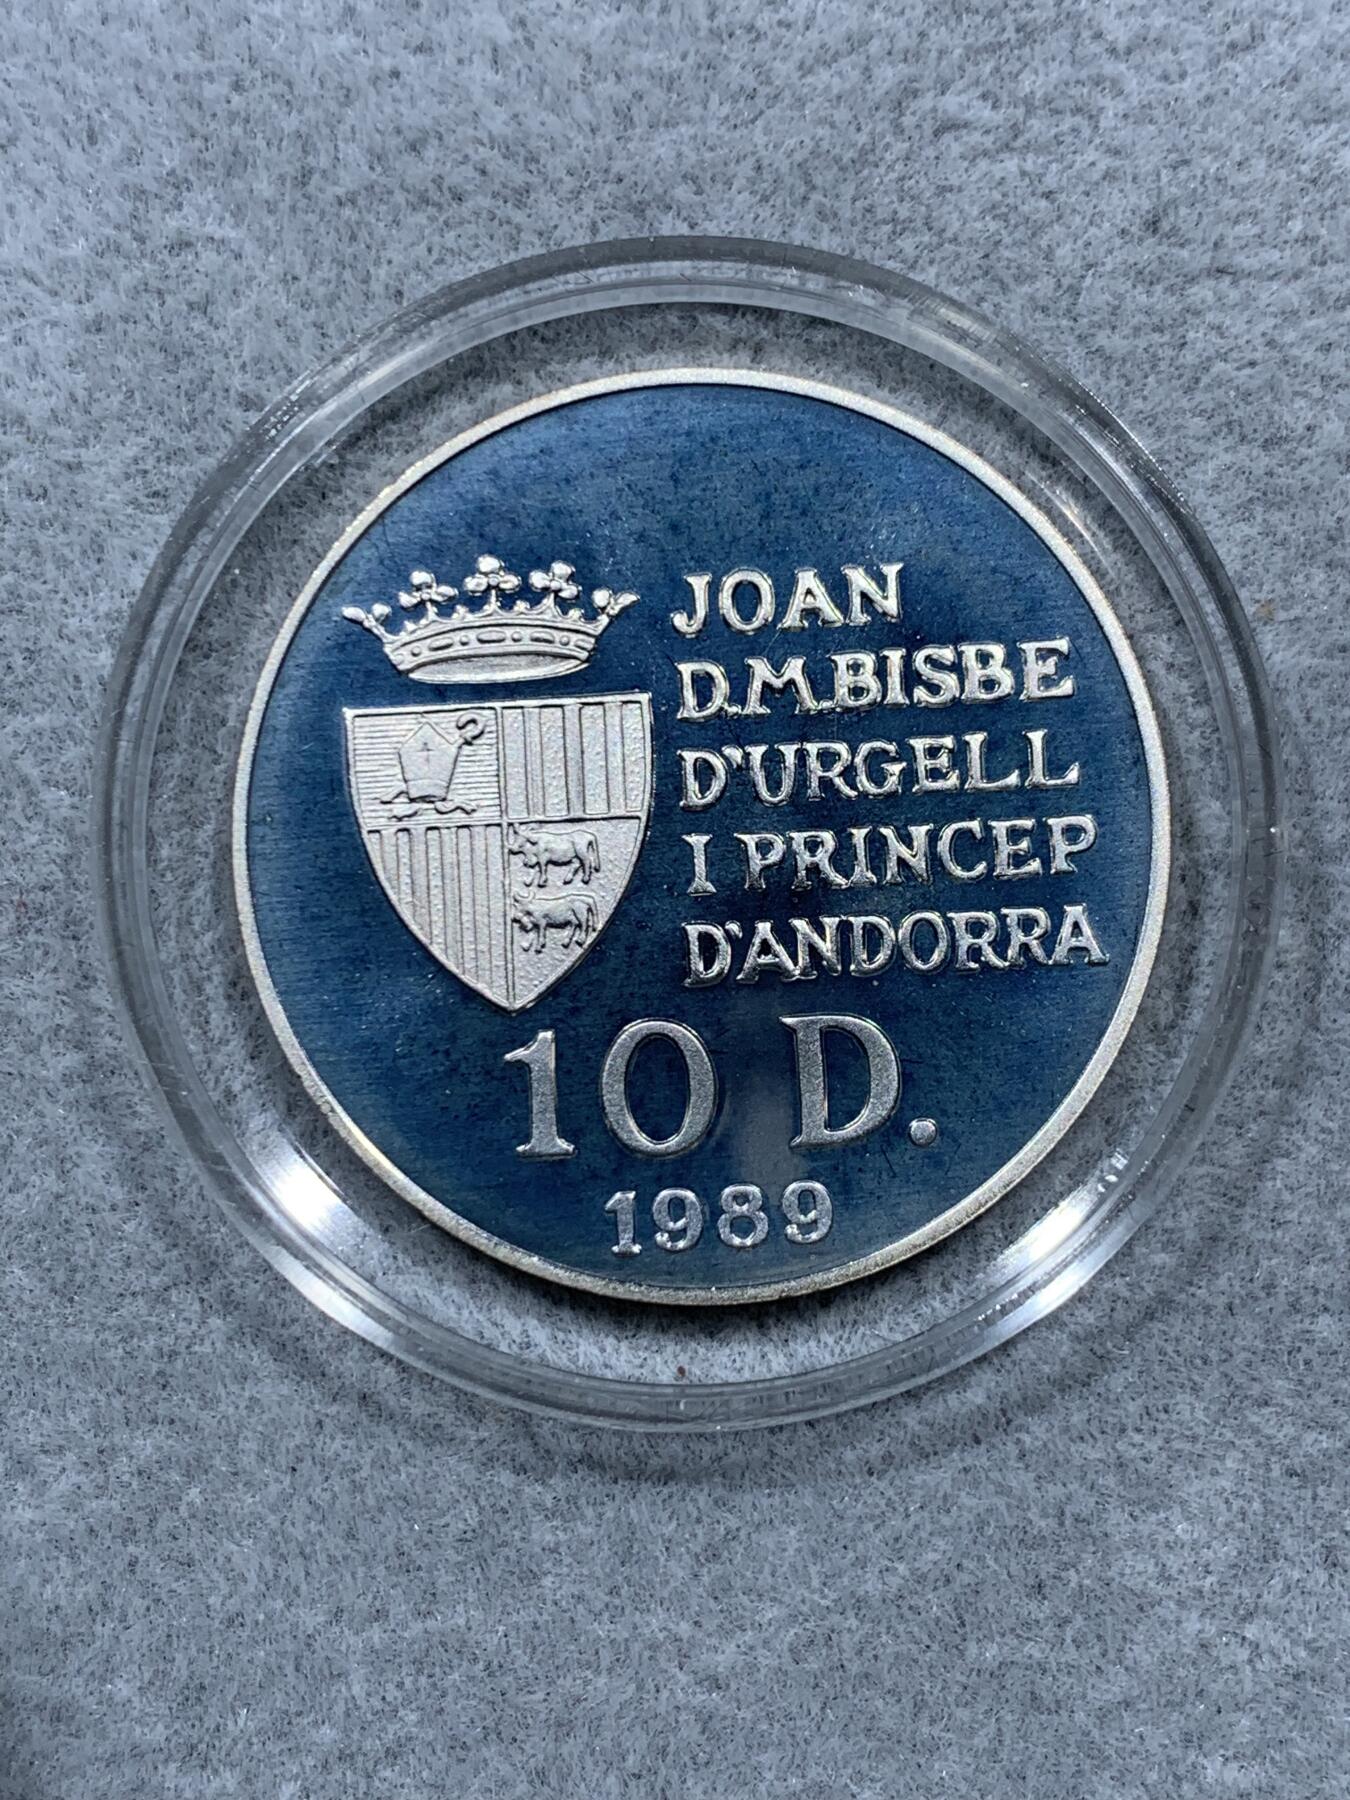 JOAN
D.M.BISBE
D'URGELL
I PRINCEP
D'ANDORRA
10 D.
1989